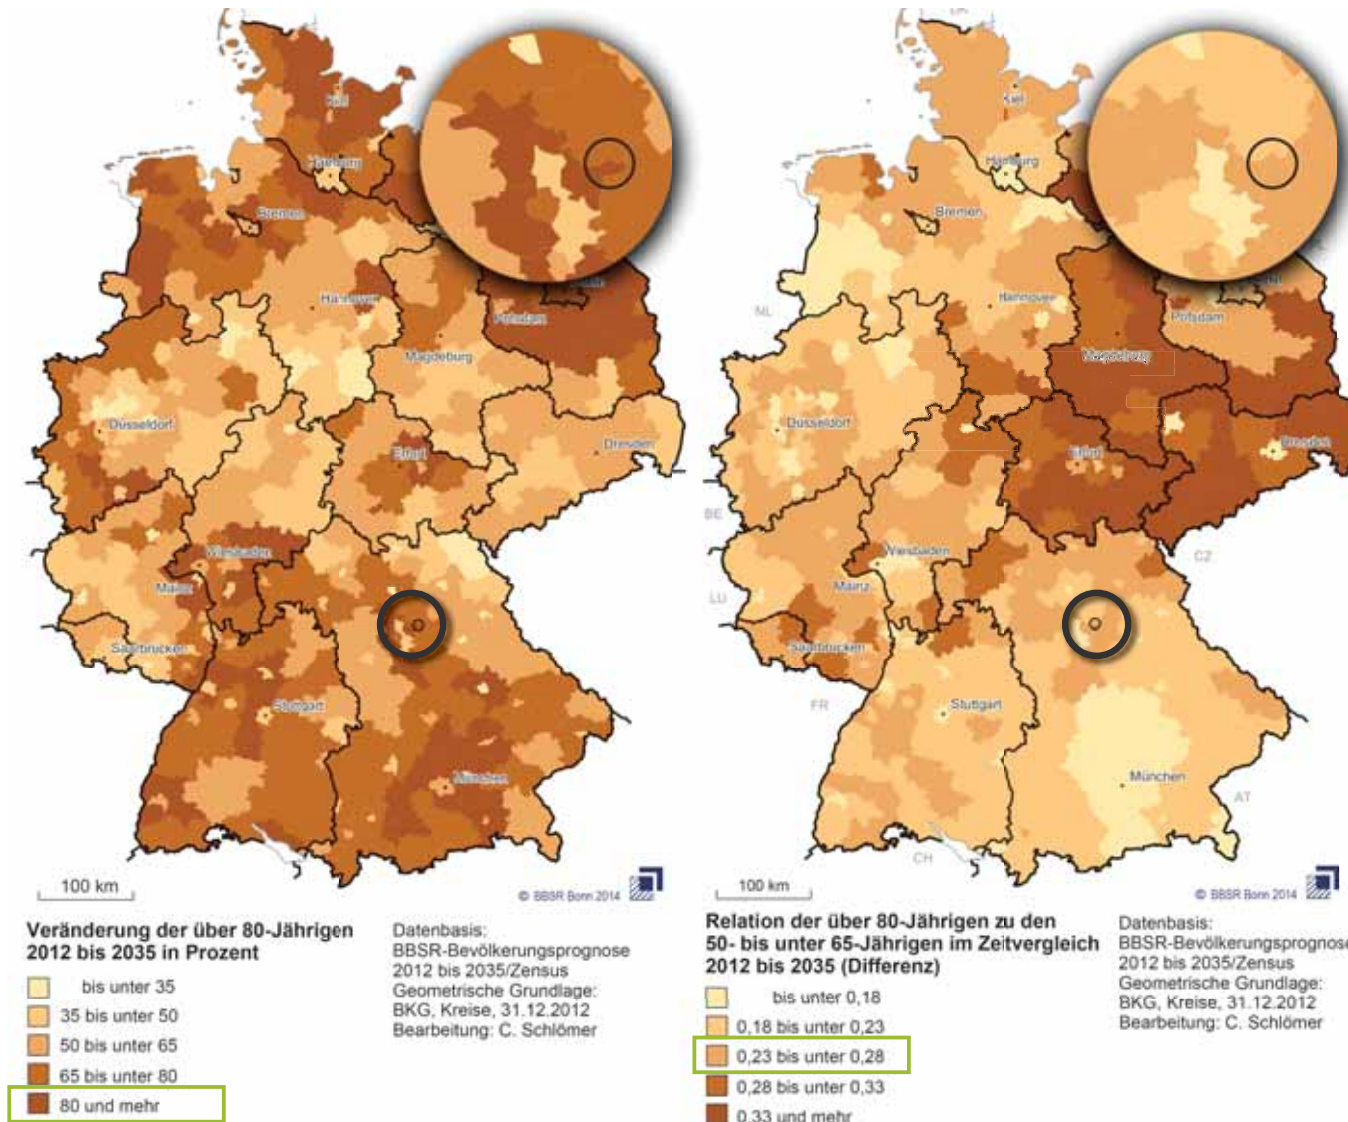 Kiel
Hamburg
Bremen
Hannover
Potsdam
Magdeburg
Düsseldorf
Erfurt
Dresden
Wiesbaden
Mainz
Saarbrücken
Stuttgart
München
100 km
© BBSR Bonn 2014
Veränderung der über 80-Jährigen
2012 bis 2035 in Prozent
bis unter 35
35 bis unter 50
50 bis unter 65
65 bis unter 80
80 und mehr
Datenbasis:
BBSR-Bevölkerungsprognose
2012 bis 2035/Zensus
Geometrische Grundlage:
BKG, Kreise, 31.12.2012
Bearbeitung: C. Schlömer
Kiel
Hamburg
Bremen
NL
Hannover
Potsdam
Magdeburg
Düsseldorf
Erfurt
Dresden
BE
Wiesbaden
CZ
Mainz
LU
Saarbrücken
FR
Stuttgart
München
AT
CH
100 km
© BBSR Bonn 2014
Relation der über 80-Jährigen zu den
50- bis unter 65-Jährigen im Zeitvergleich
2012 bis 2035 (Differenz)
bis unter 0,18
0,18 bis unter 0,23
0,23 bis unter 0,28
0,28 bis unter 0,33
0,33 und mehr
Datenbasis:
BBSR-Bevölkerungsprognose
2012 bis 2035/Zensus
Geometrische Grundlage:
BKG, Kreise, 31.12.2012
Bearbeitung: C. Schlömer